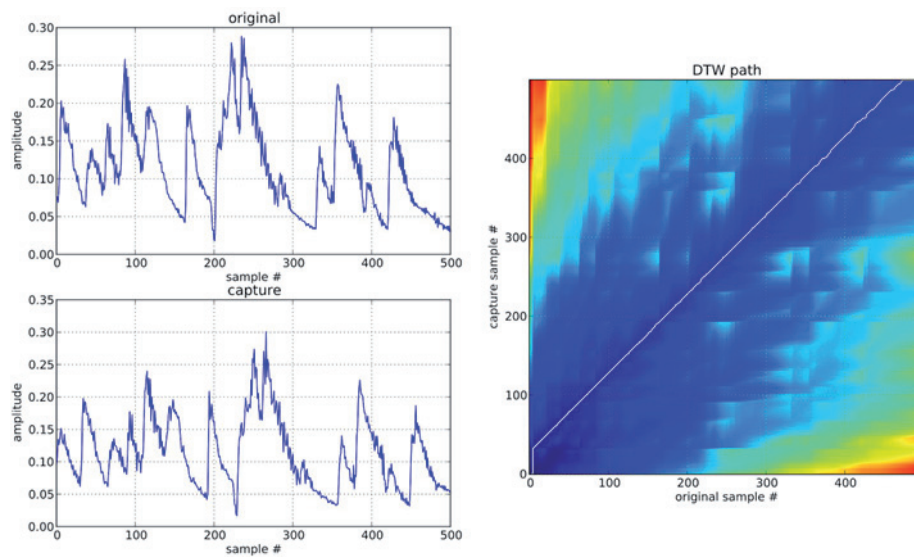 original
0.30
0.25
0.20
0.15
0.10
0.05
0.00
amplitude
0 100 200 300 400 500
sample #
capture
0.35
0.30
0.25
0.20
0.15
0.10
0.05
0.00
amplitude
0 100 200 300 400 500
sample #
DTW path
400
300
200
100
0
capture sample #
0 100 200 300 400
original sample #